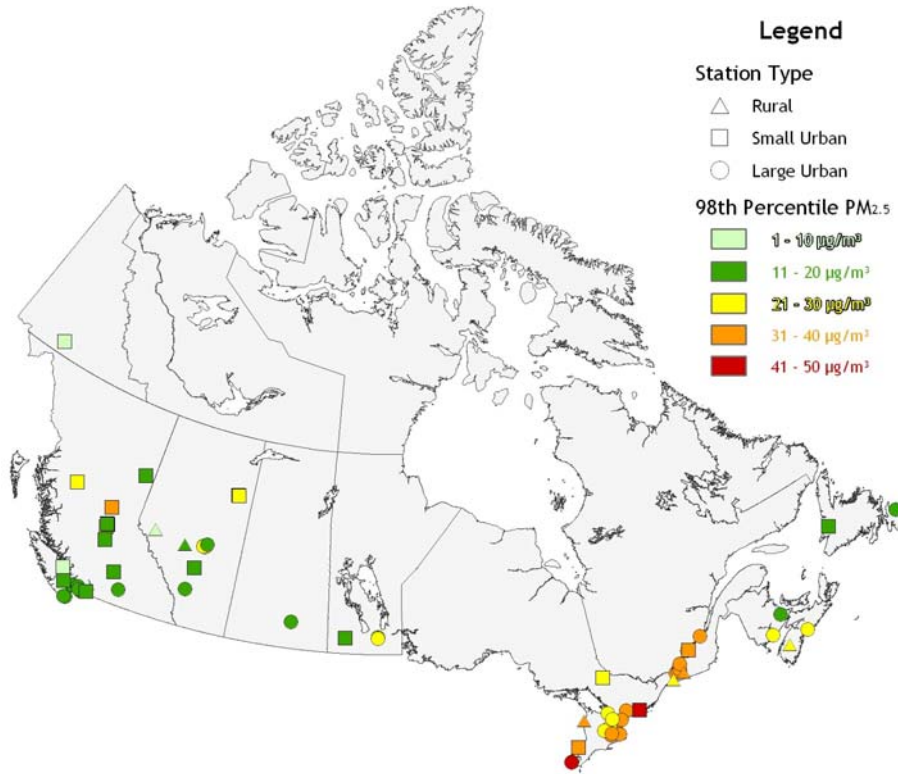 Legend
Station Type
Rural
Small Urban
Large Urban
98th Percentile PM2.5
1 - 10 µg/m³
11 - 20 µg/m³
21 - 30 µg/m³
31 - 40 µg/m³
41 - 50 µg/m³